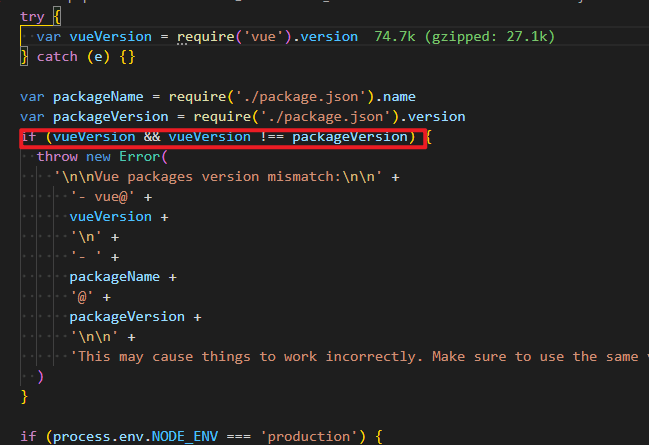 try {
var vueVersion = require('vue').version 74.7k (gzipped: 27.1k)
} catch (e) {}
var packageName = require('./package.json').name
var packageVersion = require('./package.json').version
if (vueVersion && vueVersion !== packageVersion) {
throw new Error(
'\n\nVue packages version mismatch:\n\n' +
'- vue@' +
vueVersion +
'\n' +
'- ' +
packageName +
'@' +
packageVersion +
'\n\n' +
'This may cause things to work incorrectly. Make sure to use the same
)
}
if (process.env.NODE_ENV === 'production') {